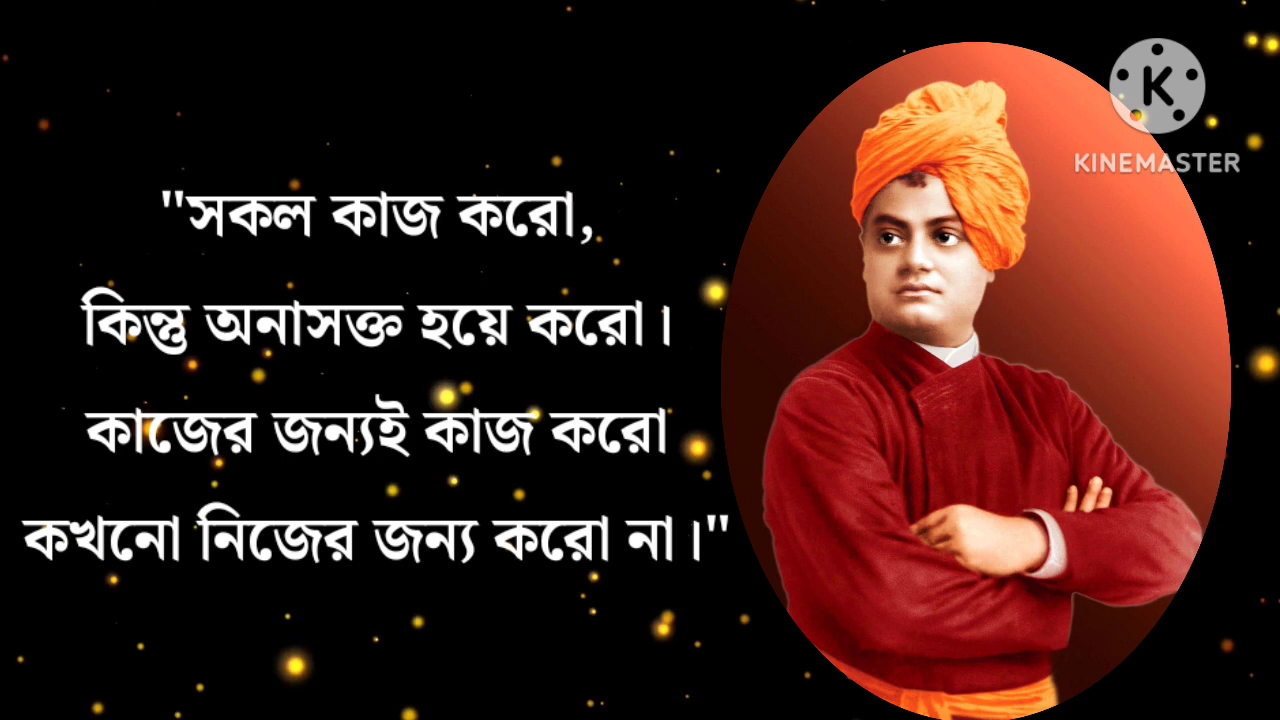 "সকল কাজ করো,
কিন্তু অনাসক্ত হয়ে করো।
কাজের জন্যই কাজ করো
কখনো নিজের জন্য করো না।"
K
KINEMASTER